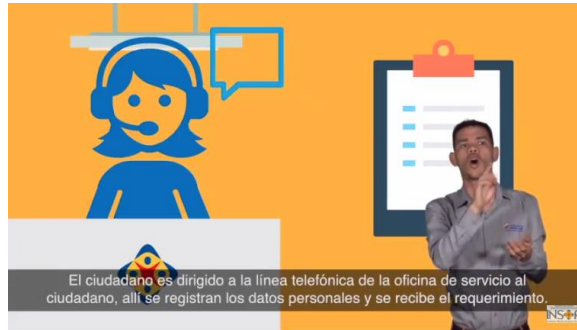 El ciudadano es dirigido a la línea telefónica de la oficina de servicio al
ciudadano, allí se registran los datos personales y se recibe el requerimiento.